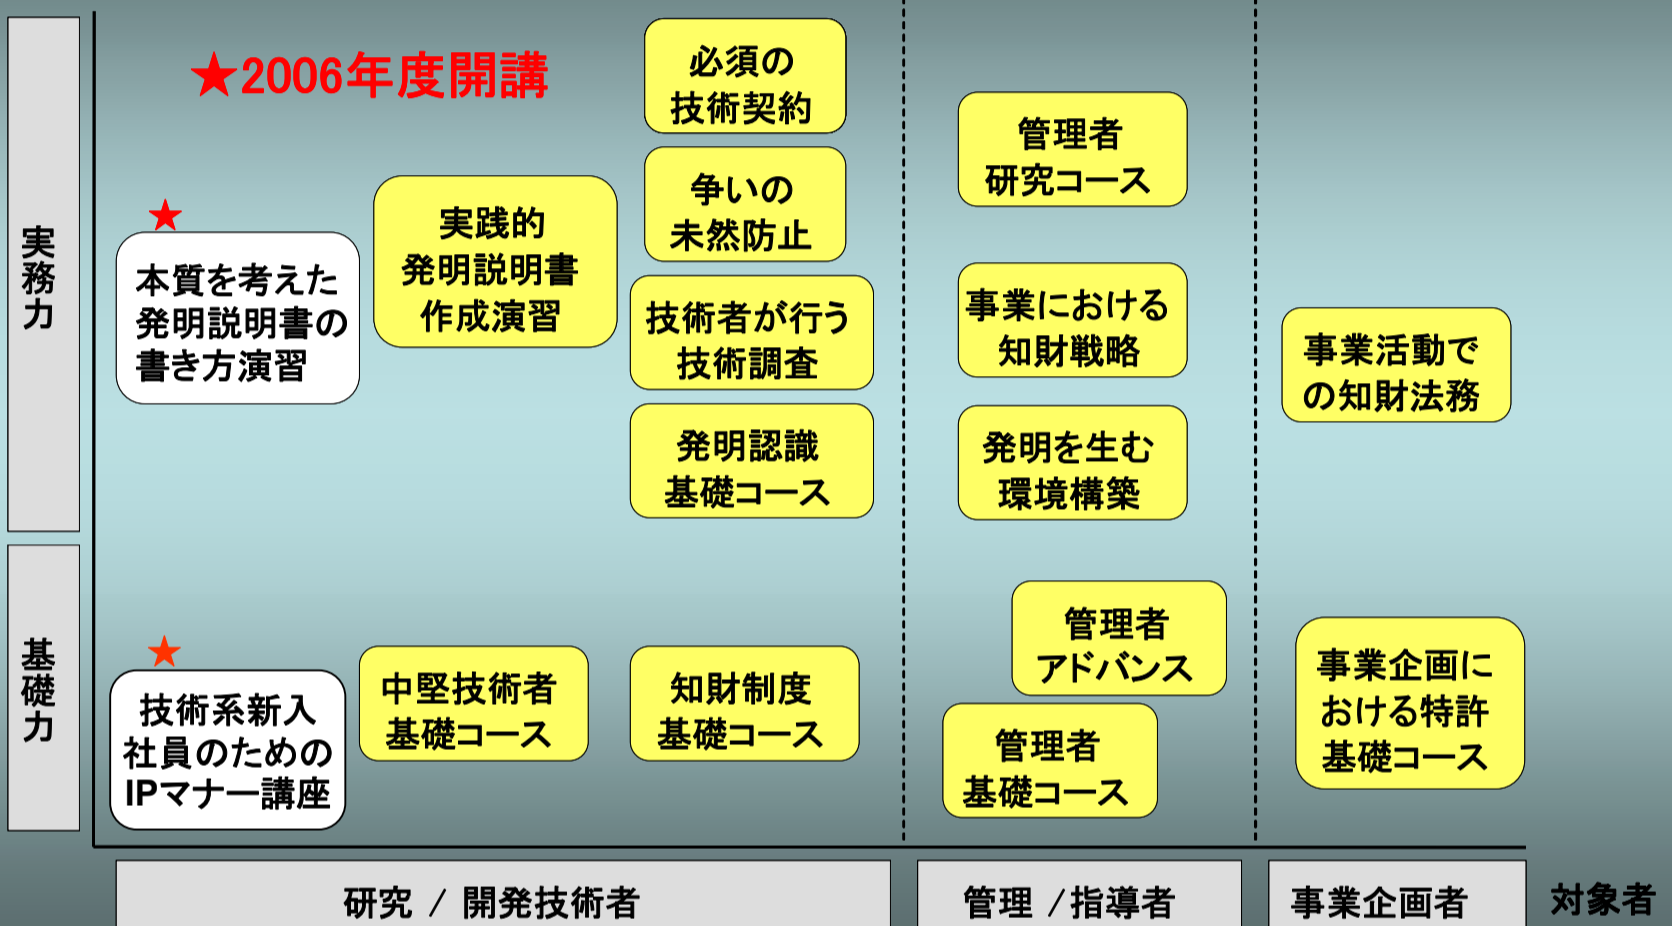 ★2006年度開講
実務力
基礎力
★
本質を考えた
発明説明書の
書き方演習
実践的
発明説明書
作成演習
必須の
技術契約
争いの
未然防止
技術者が行う
技術調査
発明認識
基礎コース
管理者
研究コース
事業における
知財戦略
発明を生む
環境構築
事業活動で
の知財法務
★
技術系新入
社員のための
IPマナー講座
中堅技術者
基礎コース
知財制度
基礎コース
管理者
アドバンス
管理者
基礎コース
事業企画に
おける特許
基礎コース
研究 / 開発技術者
管理 /指導者
事業企画者
対象者